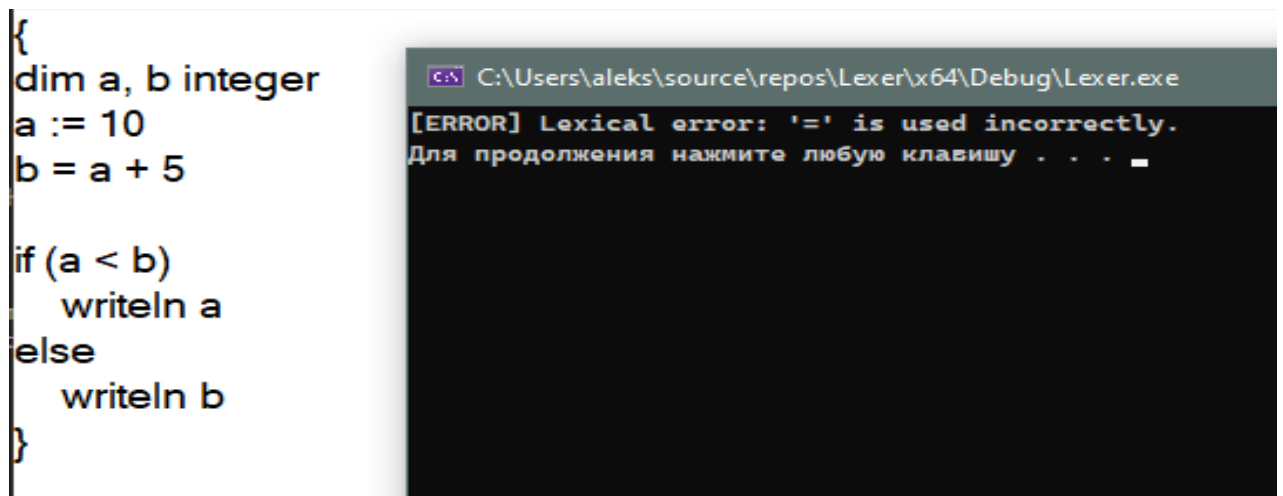 {
dim a, b integer
a := 10
b = a + 5
if (a < b)
writeln a
else
writeln b
}
C:\Users\aleks\source\repos\Lexer\x64\Debug\Lexer.exe
[ERROR] Lexical error: '=' is used incorrectly.
Для продолжения нажмите любую клавишу . . .